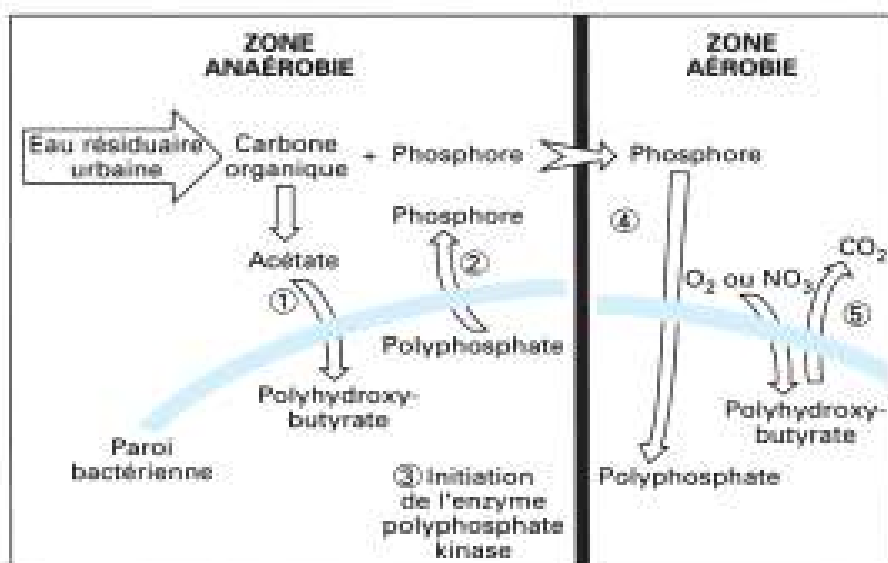 ZONE
ANAÉROBIE
Eau résiduaire
urbaine
Carbone
organique
+ Phosphore
Phosphore
Acétate
①
②
Polyphosphate
Polyhydroxy-
butyrate
Paroi
bactérienne
③ Initiation
de l'enzyme
polyphosphate
kinase
ZONE
AÉROBIE
Phosphore
④
CO₂
O₂ ou NO₃
⑤
Polyhydroxy-
butyrate
Polyphosphate